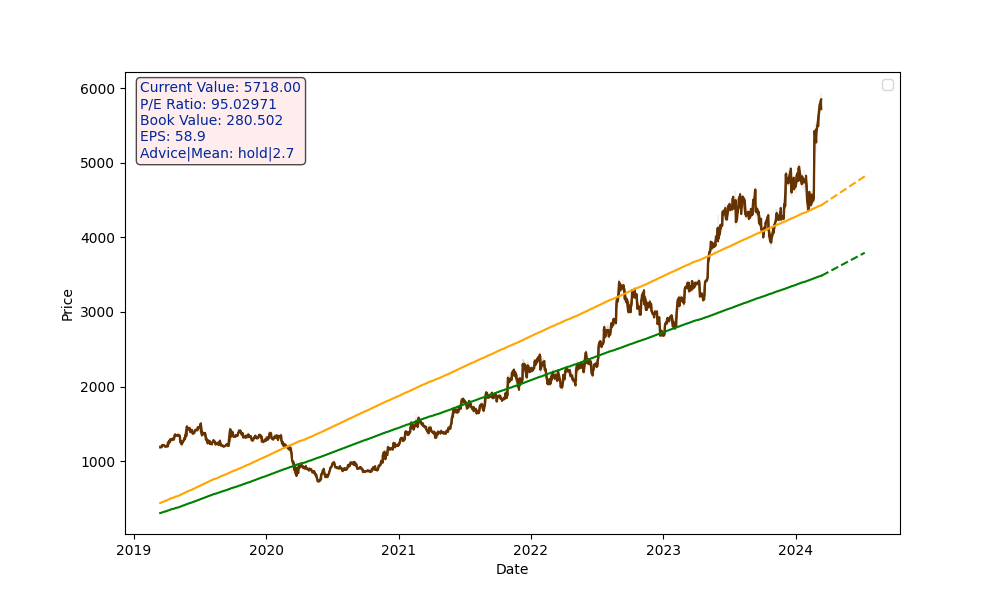 Current Value: 5718.00
P/E Ratio: 95.02971
Book Value: 280.502
EPS: 58.9
Advice|Mean: hold|2.7
6000
5000
4000
3000
2000
1000
Price
2019 2020 2021 2022 2023 2024
Date